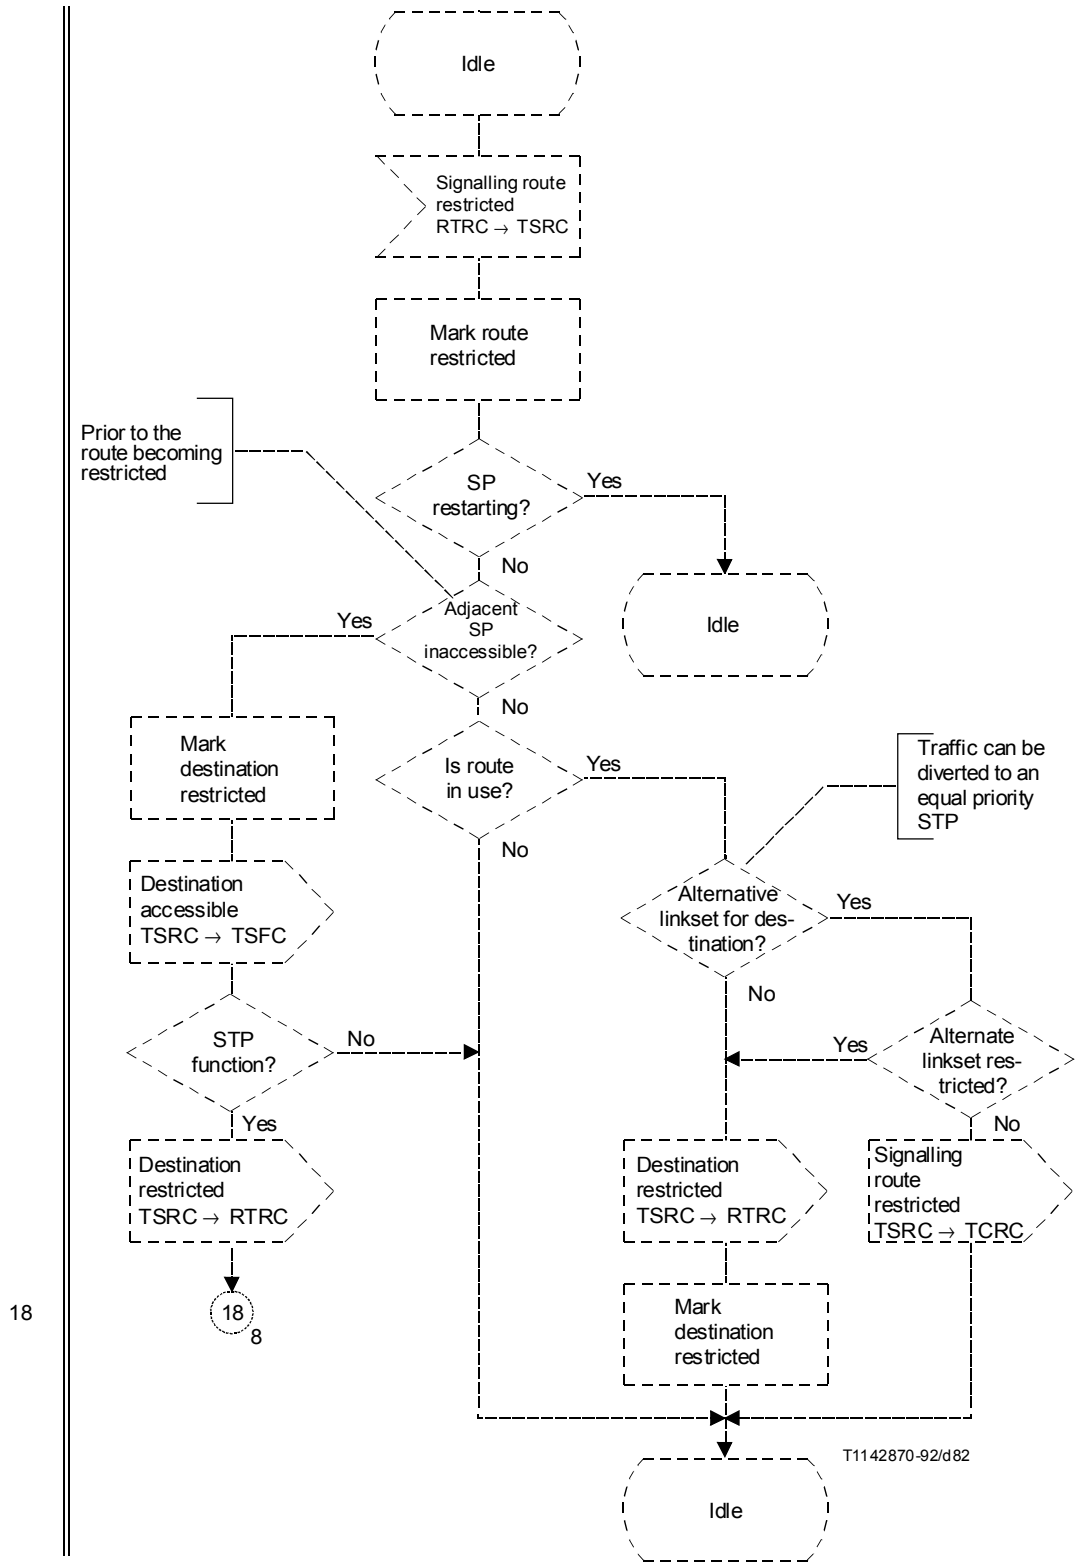 Idle
Signalling route
restricted
RTRC → TSRC
Mark route
restricted
Prior to the
route becoming
restricted
SP
restarting?
Yes
No
Idle
Adjacent
SP
inaccessible?
Yes
No
Mark
destination
restricted
Is route
in use?
Yes
No
Traffic can be
diverted to an
equal priority
STP
Destination
accessible
TSRC → TSFC
Alternative
linkset for des-
tination?
Yes
No
STP
function?
No
Yes
Alternate
linkset res-
tricted?
Yes
No
Destination
restricted
TSRC → RTRC
Destination
restricted
TSRC → RTRC
Signalling
route
restricted
TSRC → TCRC
18
18
8
Mark
destination
restricted
T1142870-92/d82
Idle